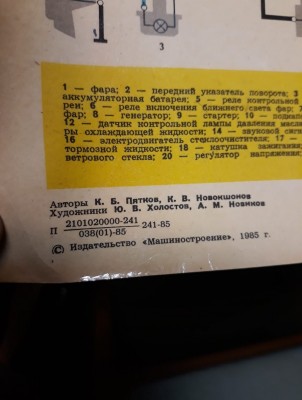 3
1 — фара; 2 — передний указатель поворота; 3
аккумуляторная батарея; 5 — реле контрольной
рен; 6 — реле включения ближнего света фар; 7
фар; 8 — генератор; 9 — стартер; 10 — подкап
12 — датчик контрольной лампы давления масла
ры охлаждающей жидкости; 14 — звуковой сиг
16 — электродвигатель стеклоочистителя; 17 —
тормозной жидкости; 18 — катушка зажигания
ветрового стекла; 20 — регулятор напряжения;
Авторы К. Б. Пятков, К. В. Новокшонов
Художники Ю. В. Холостов, А. М. Новиков
П 2101020000-241
038(01)-85 241-85
© Издательство «Машиностроение», 1985 г.